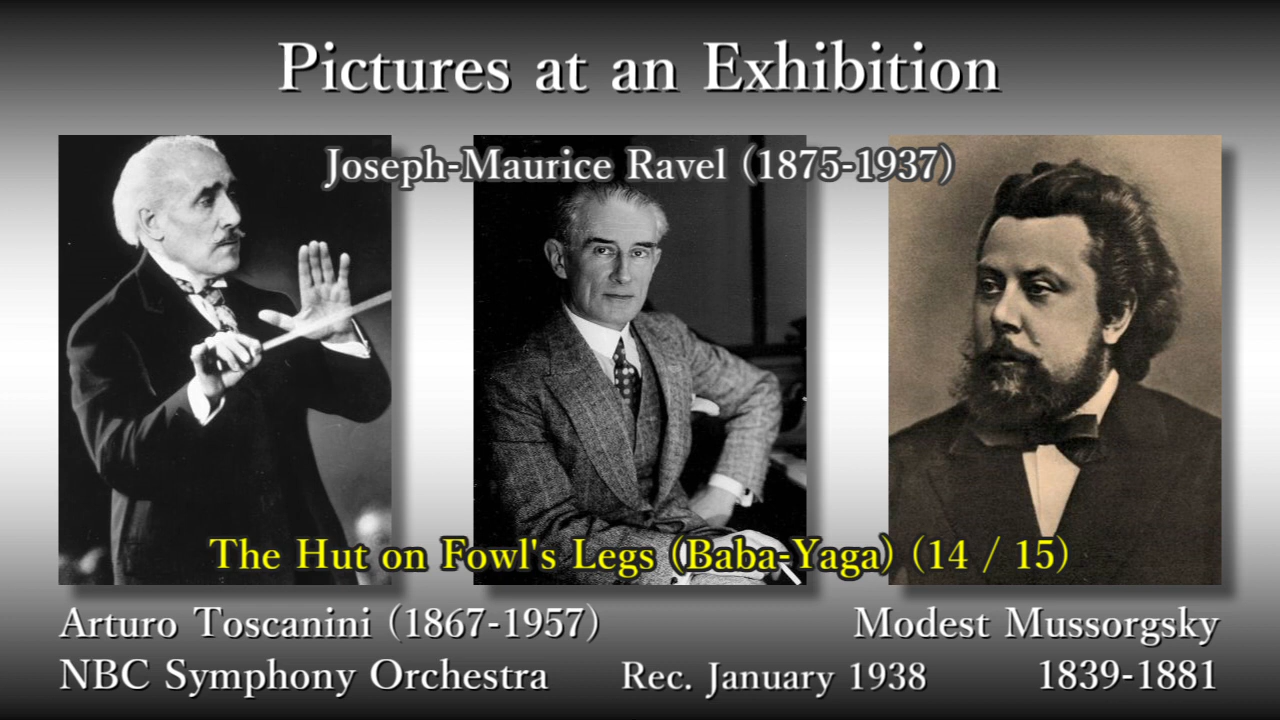 Pictures at an Exhibition
Joseph-Maurice Ravel (1875-1937)
The Hut on Fowl's Legs (Baba-Yaga) (14 / 15)
Arturo Toscanini (1867-1957)
Modest Mussorgsky
NBC Symphony Orchestra
Rec. January 1938
1839-1881